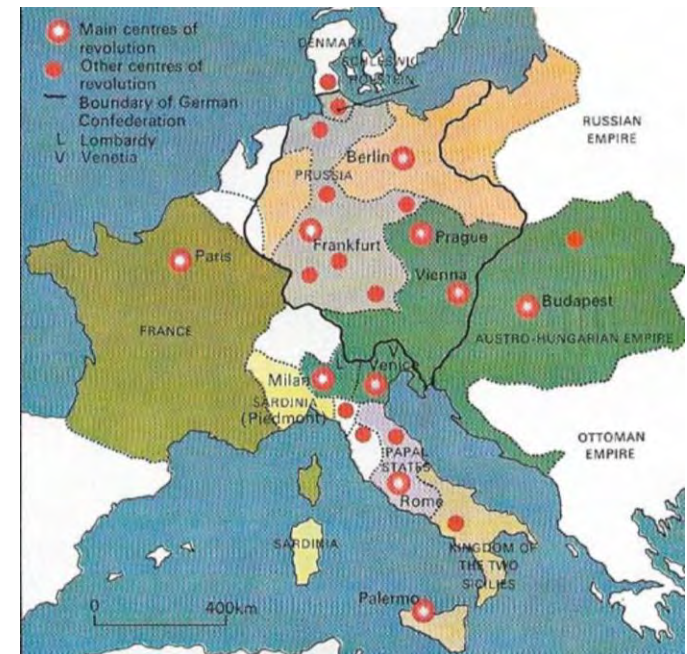 Main centres of
revolution
Other centres of
revolution
Boundary of German
Confederation
L Lombardy
V Venetia
DENMARK
SCHLESWIG
HOLSTEIN
RUSSIAN
EMPIRE
Berlin
PRUSSIA
Frankfurt
Prague
Paris
Vienna
Budapest
FRANCE
AUSTRO-HUNGARIAN EMPIRE
L
V
Venice
Milan
SARDINIA
(Piedmont)
OTTOMAN
EMPIRE
PAPAL
STATES
Rome
SARDINIA
KINGDOM OF
THE TWO
SICILIES
Palermo
0 400km